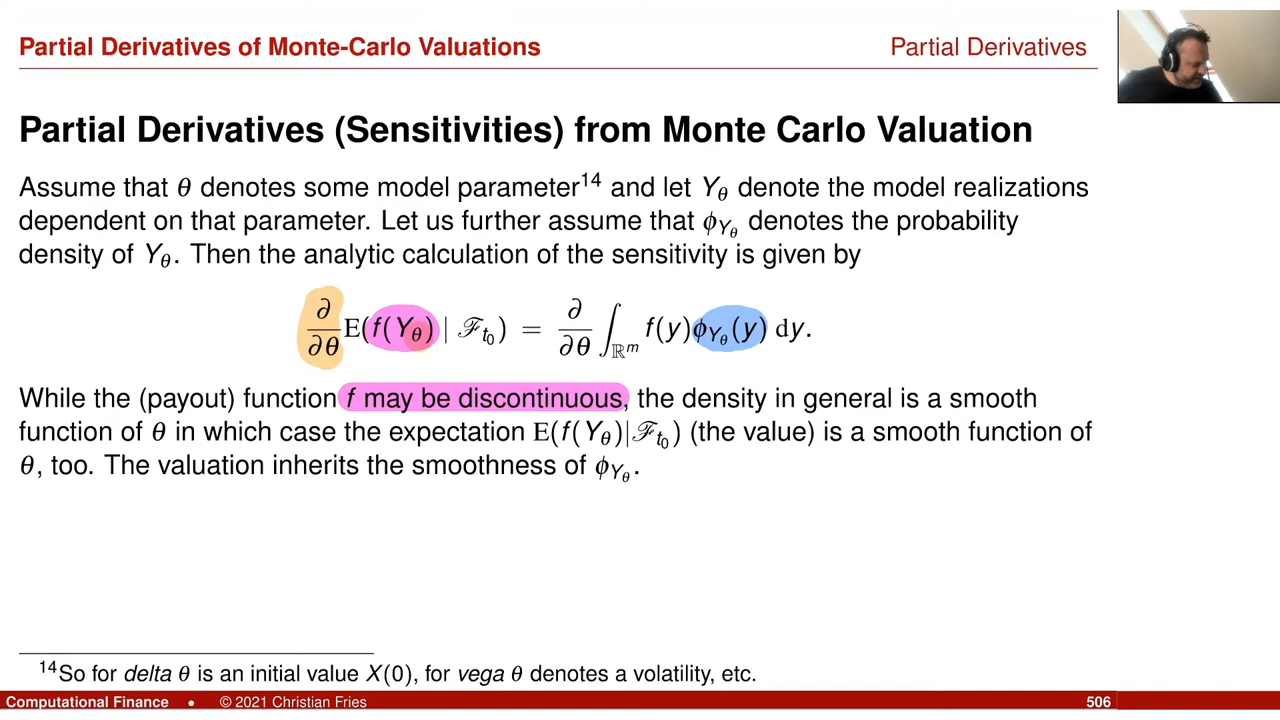 Partial Derivatives of Monte-Carlo Valuations Partial Derivatives
Partial Derivatives (Sensitivities) from Monte Carlo Valuation
Assume that θ denotes some model parameter¹⁴ and let Y_θ denote the model realizations
dependent on that parameter. Let us further assume that ϕ_{Y_θ} denotes the probability
density of Y_θ. Then the analytic calculation of the sensitivity is given by
∂/∂θ E(f(Y_θ) | ℱ_{t_0}) = ∂/∂θ ∫_{ℝ^m} f(y)ϕ_{Y_θ}(y) dy.
While the (payout) function f may be discontinuous, the density in general is a smooth
function of θ in which case the expectation E(f(Y_θ)|ℱ_{t_0}) (the value) is a smooth function of
θ, too. The valuation inherits the smoothness of ϕ_{Y_θ}.
¹⁴So for delta θ is an initial value X(0), for vega θ denotes a volatility, etc.
Computational Finance • © 2021 Christian Fries 506